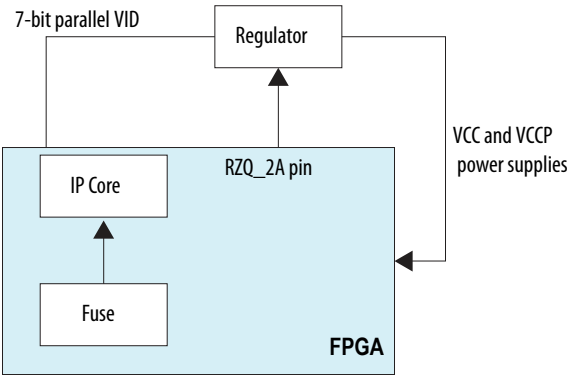 7-bit parallel VID
Regulator
VCC and VCCP
power supplies
RZQ_2A pin
IP Core
Fuse
FPGA